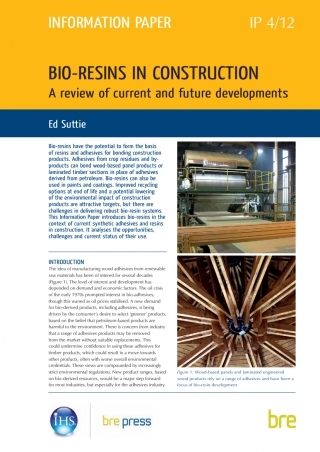 INFORMATION PAPER
IP 4/12
BIO-RESINS IN CONSTRUCTION
A review of current and future developments
Ed Suttie
Bio-resins have the potential to form the basis
of resins and adhesives for bonding construction
products. Adhesives from crop residues and by-
products can bond wood-based panel products or
laminated timber sections in place of adhesives
derived from petroleum. Bio-resins can also be
used in paints and coatings. Improved recycling
options at end of life and a potential lowering
of the environmental impact of construction
products are attractive targets, but there are
challenges in delivering robust bio-resin systems.
This Information Paper introduces bio-resins in the
context of current synthetic adhesives and resins
in construction. It analyses the opportunities,
challenges and current status of their use.
INTRODUCTION
The idea of manufacturing wood adhesives from renewable
raw materials has been of interest for several decades
(Figure 1). The level of interest and development has
depended on demand and economic factors. The oil crisis
of the early 1970s prompted interest in bio-adhesives,
though this waned as oil prices stabilised. A new demand
for bio-derived products, including adhesives, is being
driven by the consumer's desire to select 'greener' products,
based on the belief that petroleum-based products are
harmful to the environment. There is concern from industry
that a range of adhesives products may be removed
from the market without suitable replacements. This
could undermine confidence in using these adhesives for
timber products, which could result in a move towards
other products, often with worse overall environmental
credentials. These views are compounded by increasingly
strict environmental regulations. New product ranges, based
on bio-derived resources, would be a major step forward
for most industries, but especially for the adhesives industry.
Figure 1: Wood-based panels and laminated engineered
wood products rely on a range of adhesives and have been a
focus of bio-resin development
IHS
bre press
bre